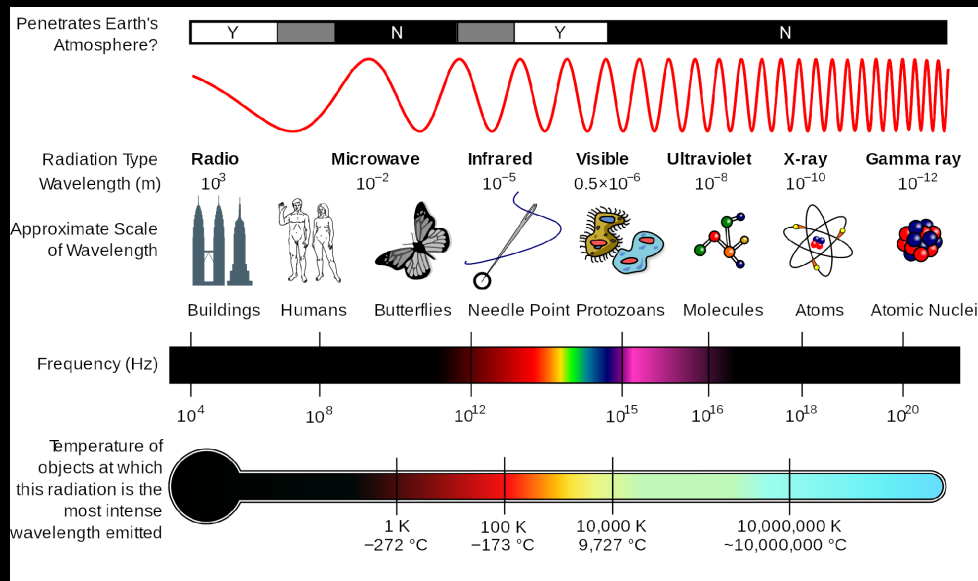 Penetrates Earth's
Atmosphere?
Y N Y N
Radiation Type
Radio Microwave Infrared Visible Ultraviolet X-ray Gamma ray
Wavelength (m)
10³ 10⁻² 10⁻⁵ 0.5×10⁻⁶ 10⁻⁸ 10⁻¹⁰ 10⁻¹²
Approximate Scale
of Wavelength
Buildings Humans Butterflies Needle Point Protozoans Molecules Atoms Atomic Nuclei
Frequency (Hz)
10⁴ 10⁸ 10¹² 10¹⁵ 10¹⁶ 10¹⁸ 10²⁰
Temperature of
objects at which
this radiation is the
most intense
wavelength emitted
1 K 100 K 10,000 K 10,000,000 K
−272 °C −173 °C 9,727 °C ~10,000,000 °C